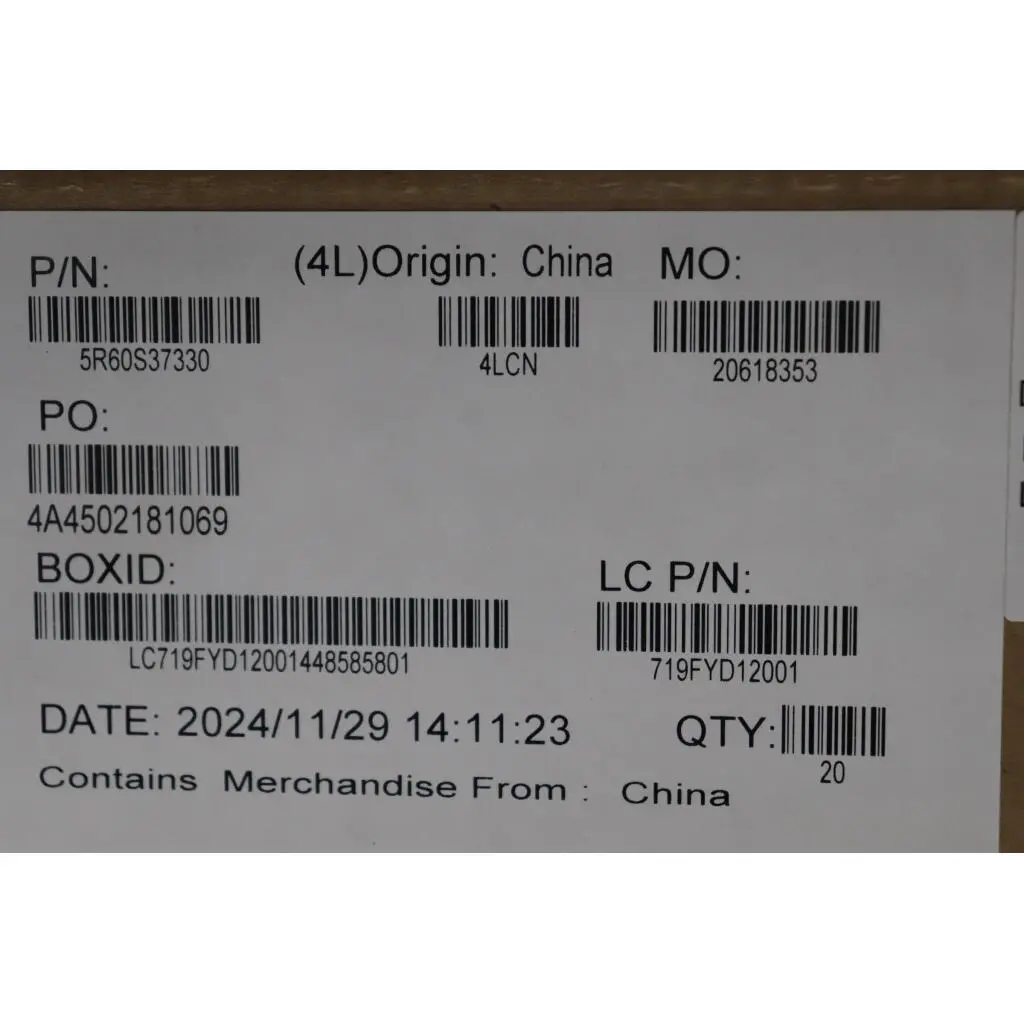 P/N: (4L)Origin: China MO:
5R60S37330 4LCN 20618353
PO:
4A4502181069
BOXID: LC P/N:
LC719FYD12001448585801 719FYD12001
DATE: 2024/11/29 14:11:23 QTY:
20
Contains Merchandise From : China